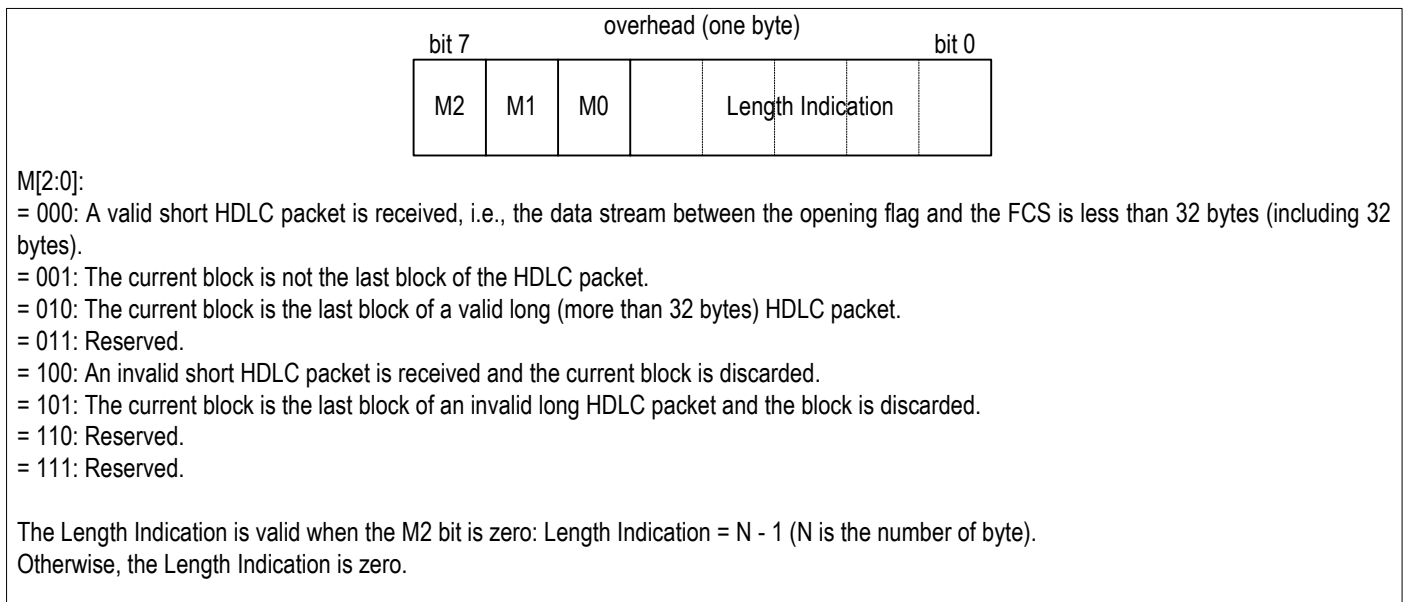 overhead (one byte)
bit 7 bit 0
M2 M1 M0 Length Indication
M[2:0]:
= 000: A valid short HDLC packet is received, i.e., the data stream between the opening flag and the FCS is less than 32 bytes (including 32
bytes).
= 001: The current block is not the last block of the HDLC packet.
= 010: The current block is the last block of a valid long (more than 32 bytes) HDLC packet.
= 011: Reserved.
= 100: An invalid short HDLC packet is received and the current block is discarded.
= 101: The current block is the last block of an invalid long HDLC packet and the block is discarded.
= 110: Reserved.
= 111: Reserved.
The Length Indication is valid when the M2 bit is zero: Length Indication = N - 1 (N is the number of byte).
Otherwise, the Length Indication is zero.